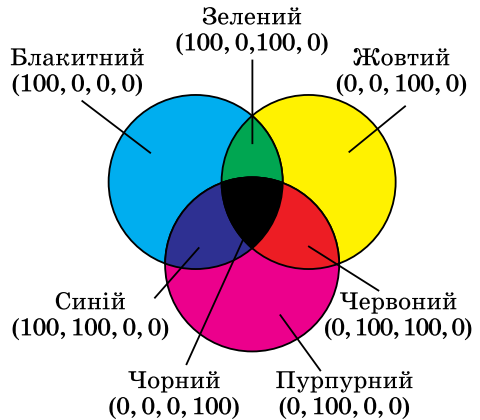 Зелений
(100, 0,100, 0)
Блакитний
(100, 0, 0, 0)
Жовтий
(0, 0, 100, 0)
Синій
(100, 100, 0, 0)
Червоний
(0, 100, 100, 0)
Чорний
(0, 0, 0, 100)
Пурпурний
(0, 100, 0, 0)